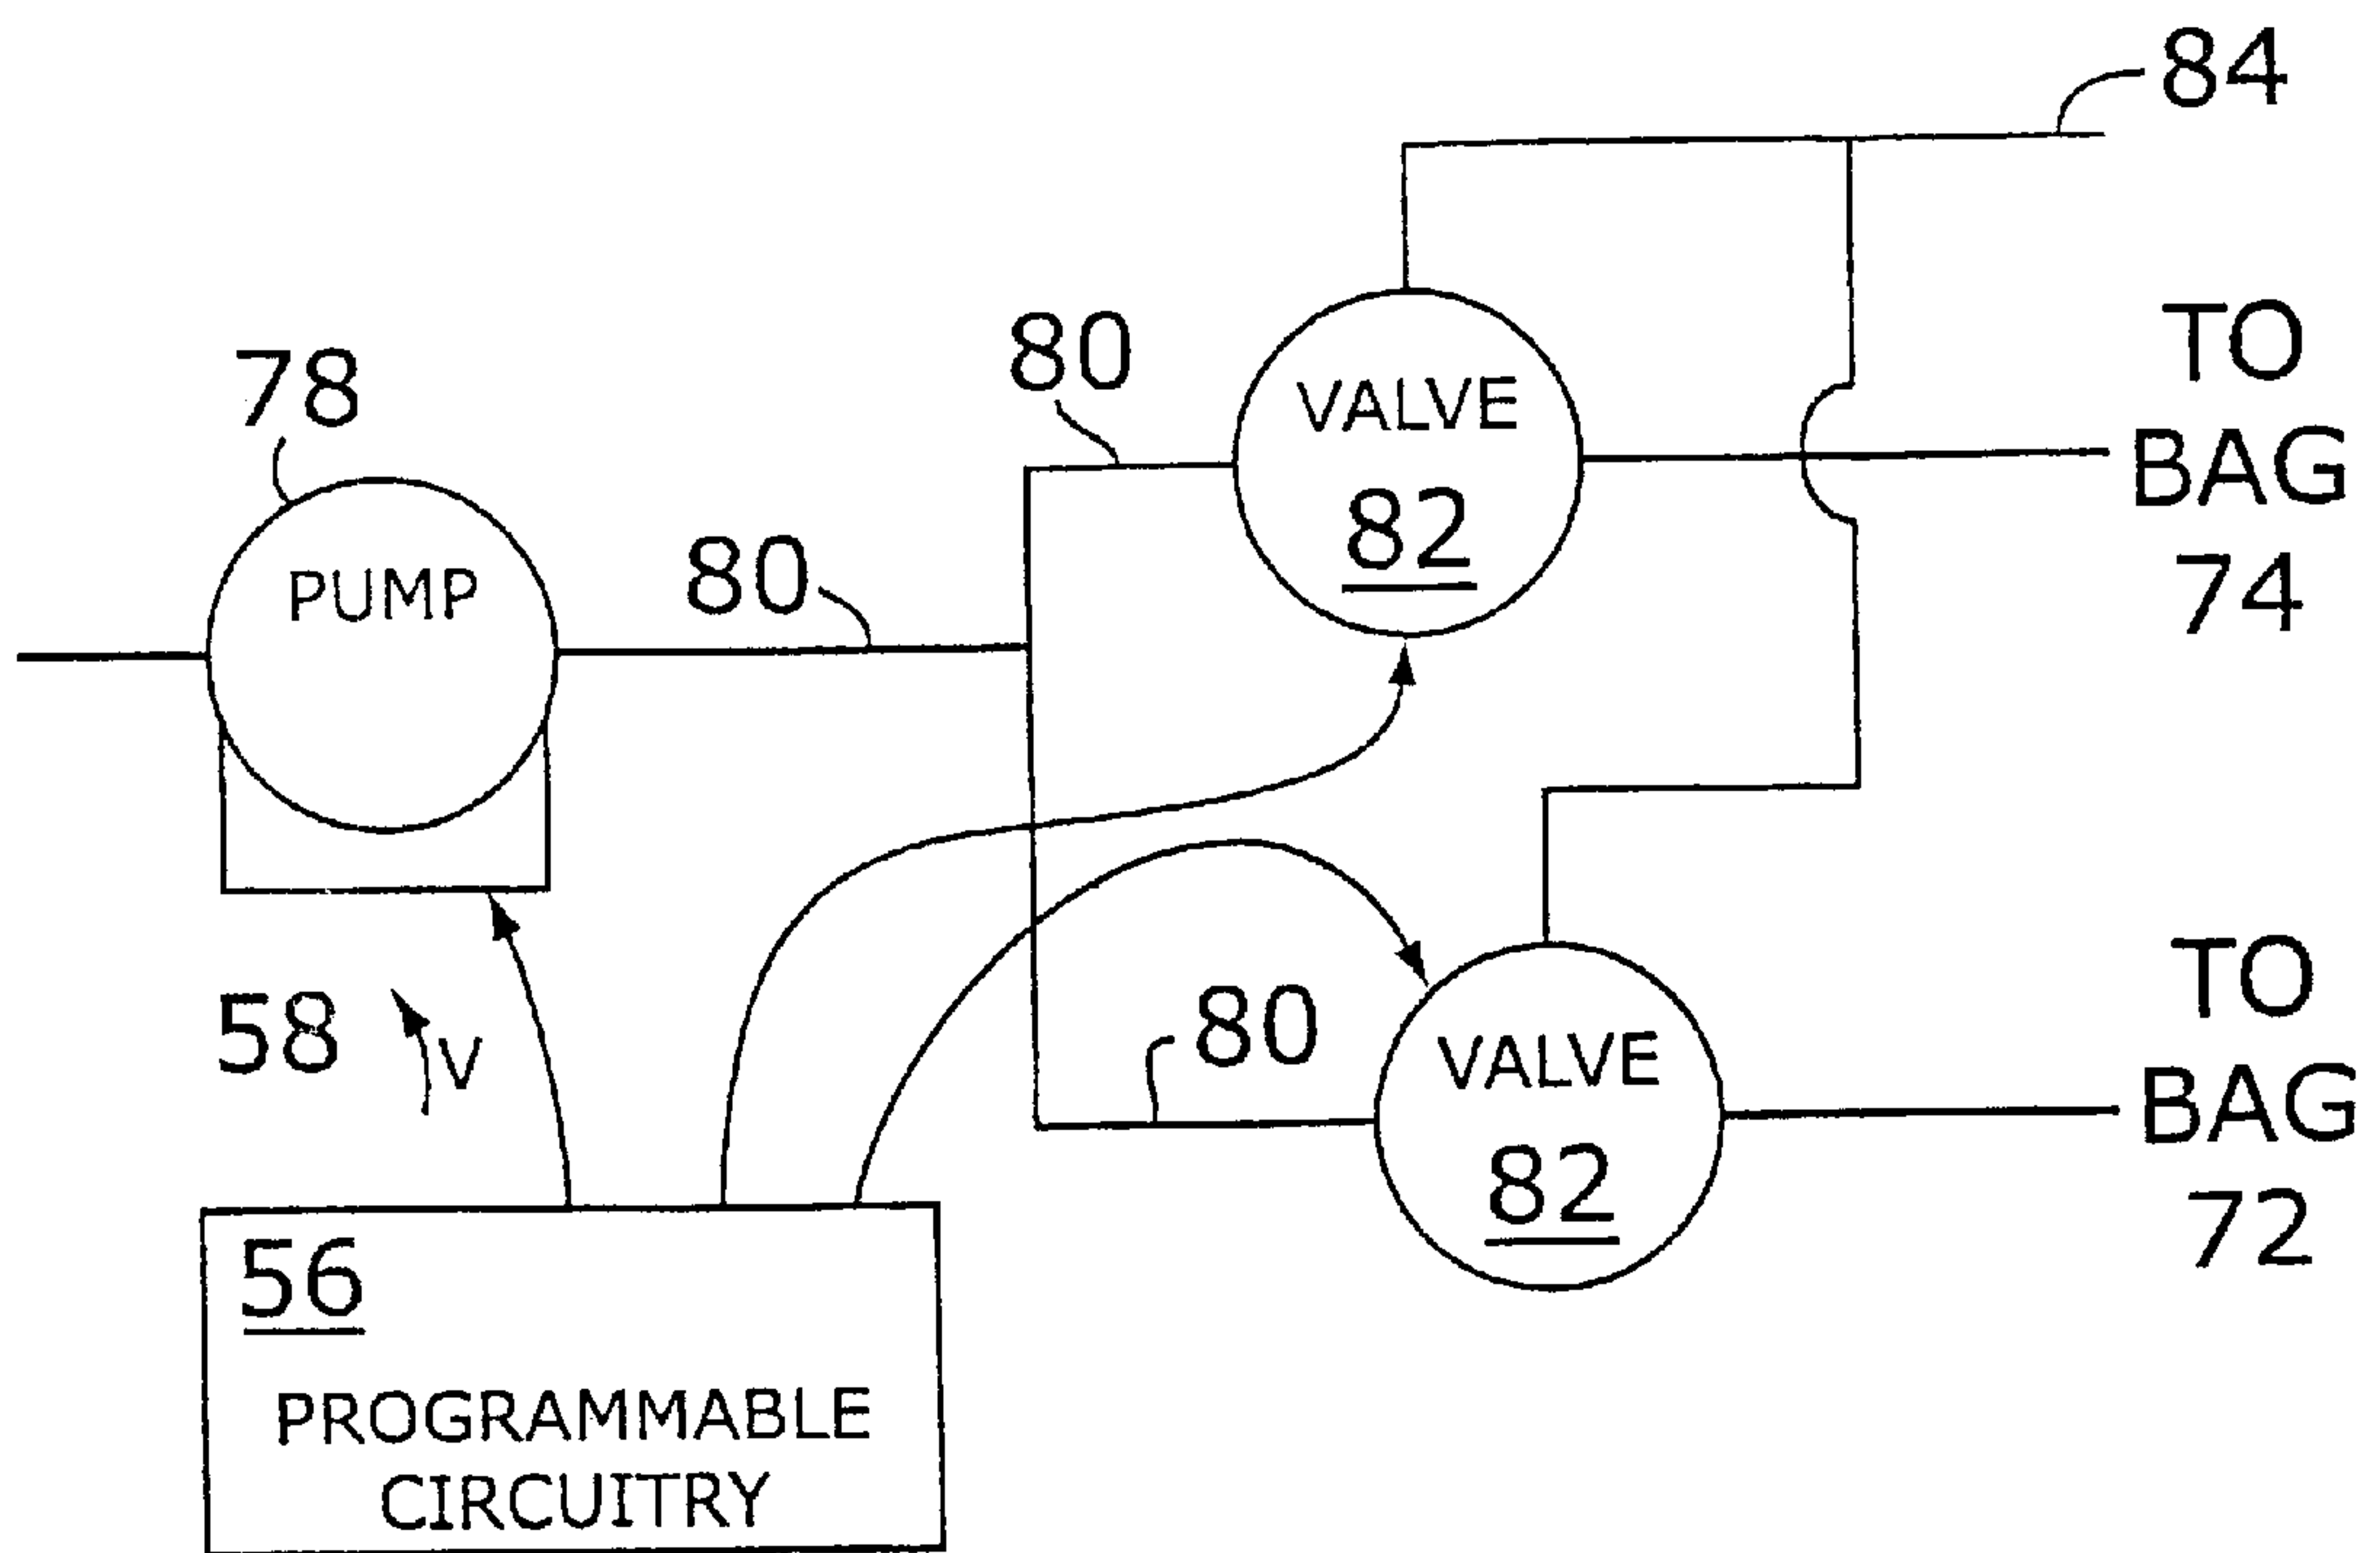 84
TO
BAG
74
80
VALVE
82
78
PUMP
80
58
V
80
VALVE
82
TO
BAG
72
56
PROGRAMMABLE
CIRCUITRY